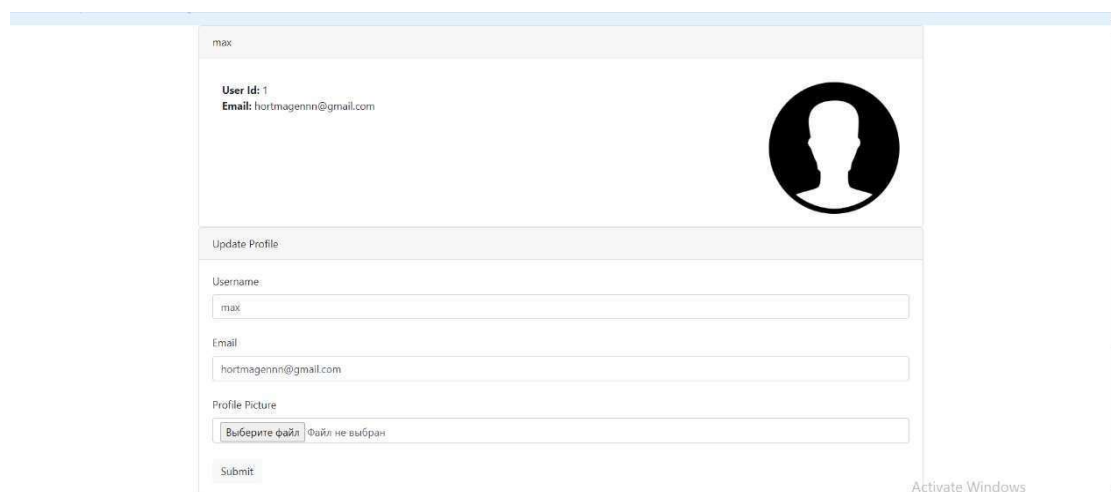 max
User Id: 1
Email: hortmagennn@gmail.com
Update Profile
Username
max
Email
hortmagennn@gmail.com
Profile Picture
Выберите файл Файл не выбран
Submit
Activate Windows